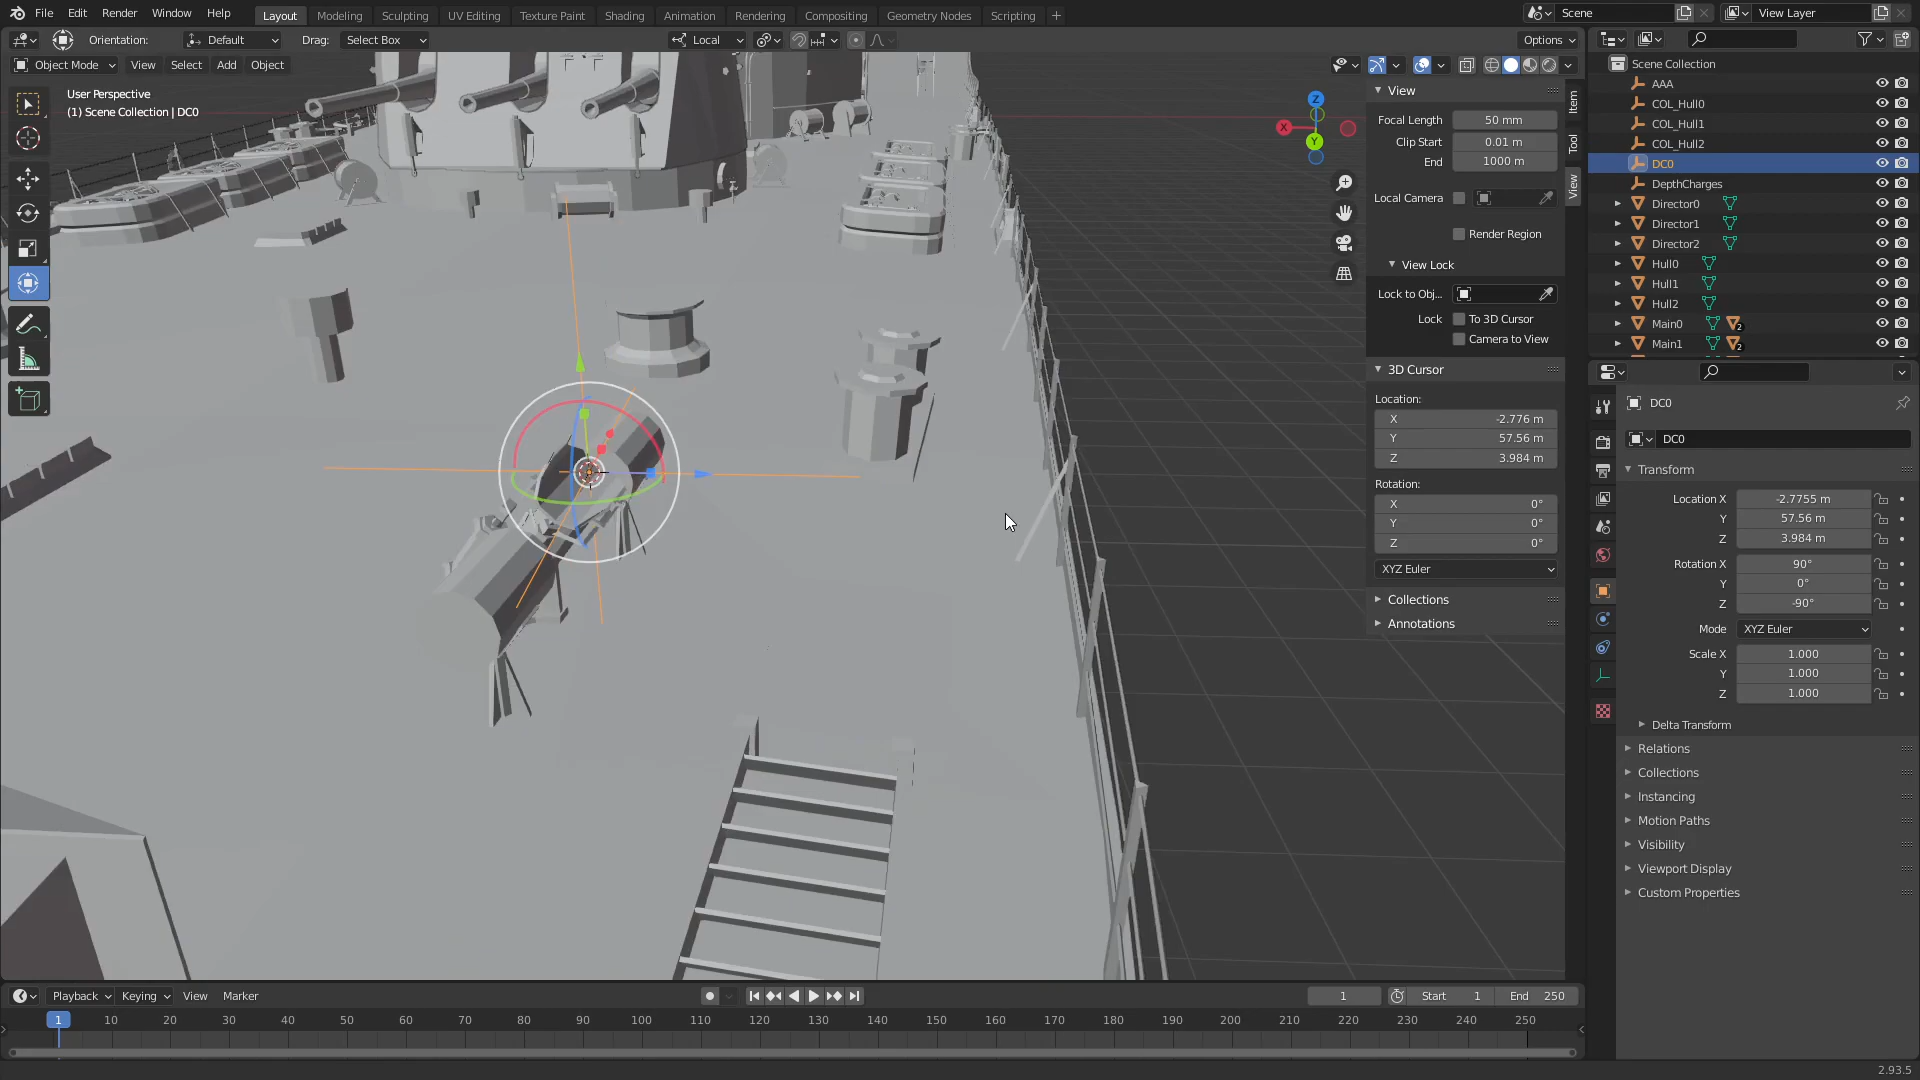 File Edit Render Window Help Layout Modeling Sculpting UV Editing Texture Paint Shading Animation Rendering Compositing Geometry Nodes Scripting + Scene View Layer
Orientation: Default Drag: Select Box Local Options
Object Mode View Select Add Object
User Perspective
(1) Scene Collection | DC0
Z
X
Y
View
Focal Length 50 mm
Clip Start 0.01 m
End 1000 m
Local Camera
Render Region
View Lock
Lock to Obj...
Lock To 3D Cursor
Camera to View
3D Cursor
Location:
X -2.776 m
Y 57.56 m
Z 3.984 m
Rotation:
X 0°
Y 0°
Z 0°
XYZ Euler
Collections
Annotations
Item
Tool
View
Scene Collection
AAA
COL_Hull0
COL_Hull1
COL_Hull2
DC0
DepthCharges
Director0
Director1
Director2
Hull0
Hull1
Hull2
Main0 2
Main1 2
DC0
DC0
Transform
Location X -2.7755 m
Y 57.56 m
Z 3.984 m
Rotation X 90°
Y 0°
Z -90°
Mode XYZ Euler
Scale X 1.000
Y 1.000
Z 1.000
Delta Transform
Relations
Collections
Instancing
Motion Paths
Visibility
Viewport Display
Custom Properties
Playback Keying View Marker 1 Start 1 End 250
1 10 20 30 40 50 60 70 80 90 100 110 120 130 140 150 160 170 180 190 200 210 220 230 240 250
2.93.5